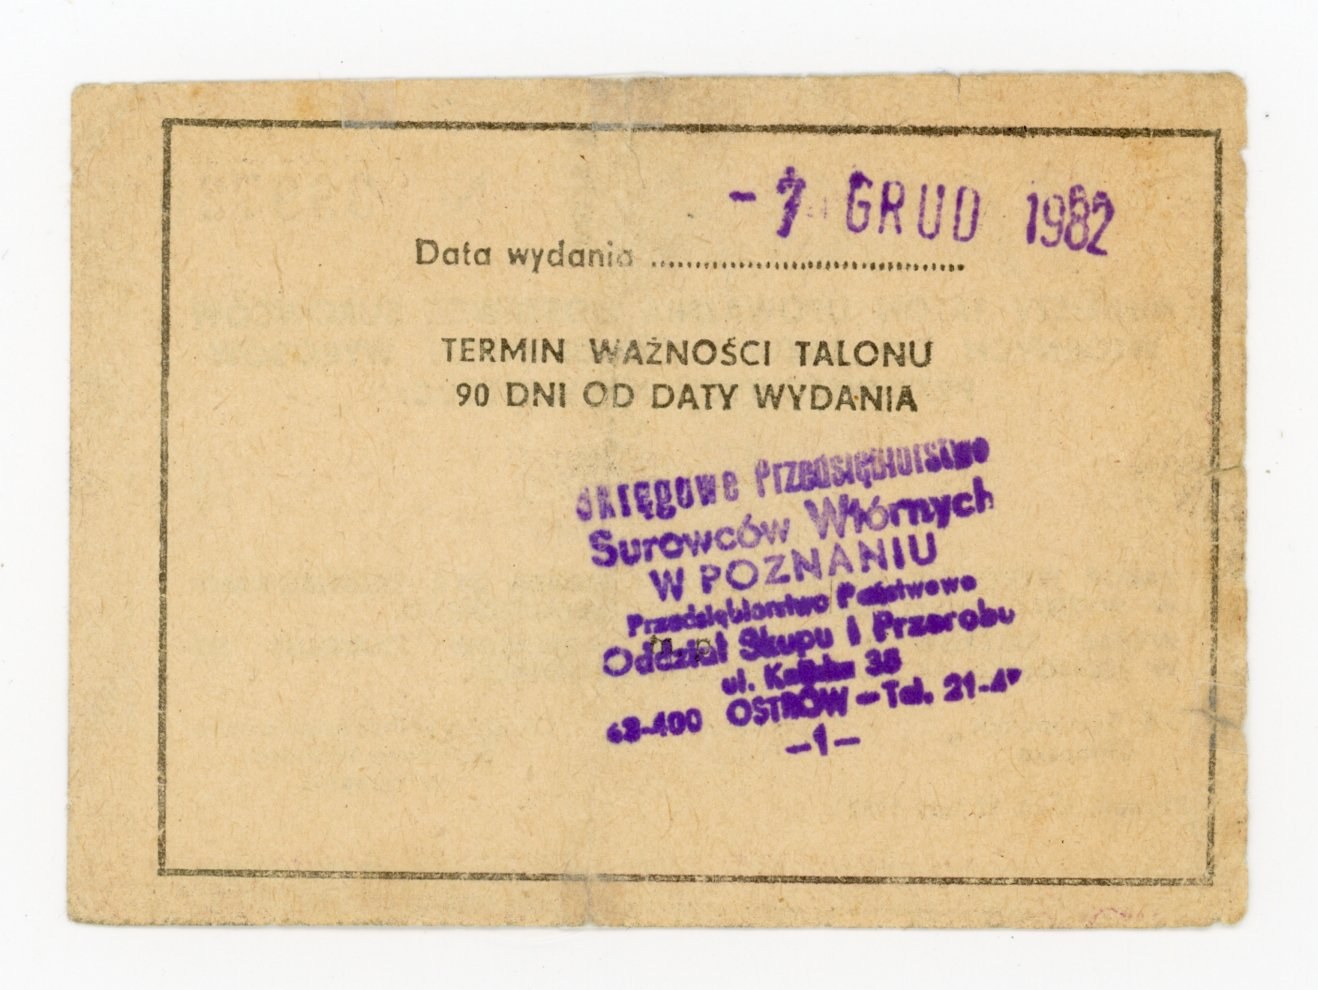 - 7 GRUD 1982
Data wydania ........................................
TERMIN WAŻNOŚCI TALONU
90 DNI OD DATY WYDANIA
Okręgowe Przedsiębiorstwo
Surowców Wtórnych
W POZNANIU
Przedsiębiorstwo Państwowe
Oddział Skupu i Przerobu
ul. 38
63-400 OSTRÓW - Tel.
-1-